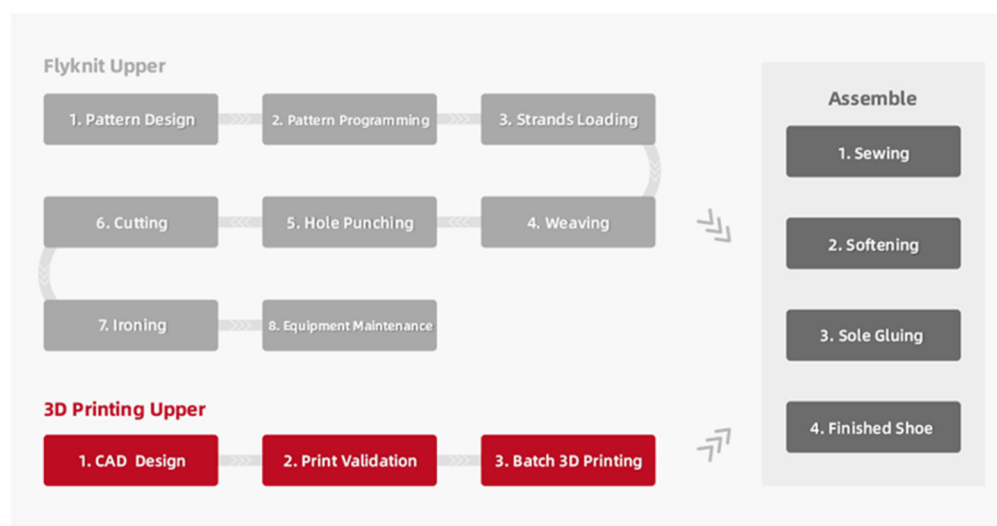 Flyknit Upper
1. Pattern Design
2. Pattern Programming
3. Strands Loading
6. Cutting
5. Hole Punching
4. Weaving
7. Ironing
8. Equipment Maintenance
3D Printing Upper
1. CAD Design
2. Print Validation
3. Batch 3D Printing
Assemble
1. Sewing
2. Softening
3. Sole Gluing
4. Finished Shoe